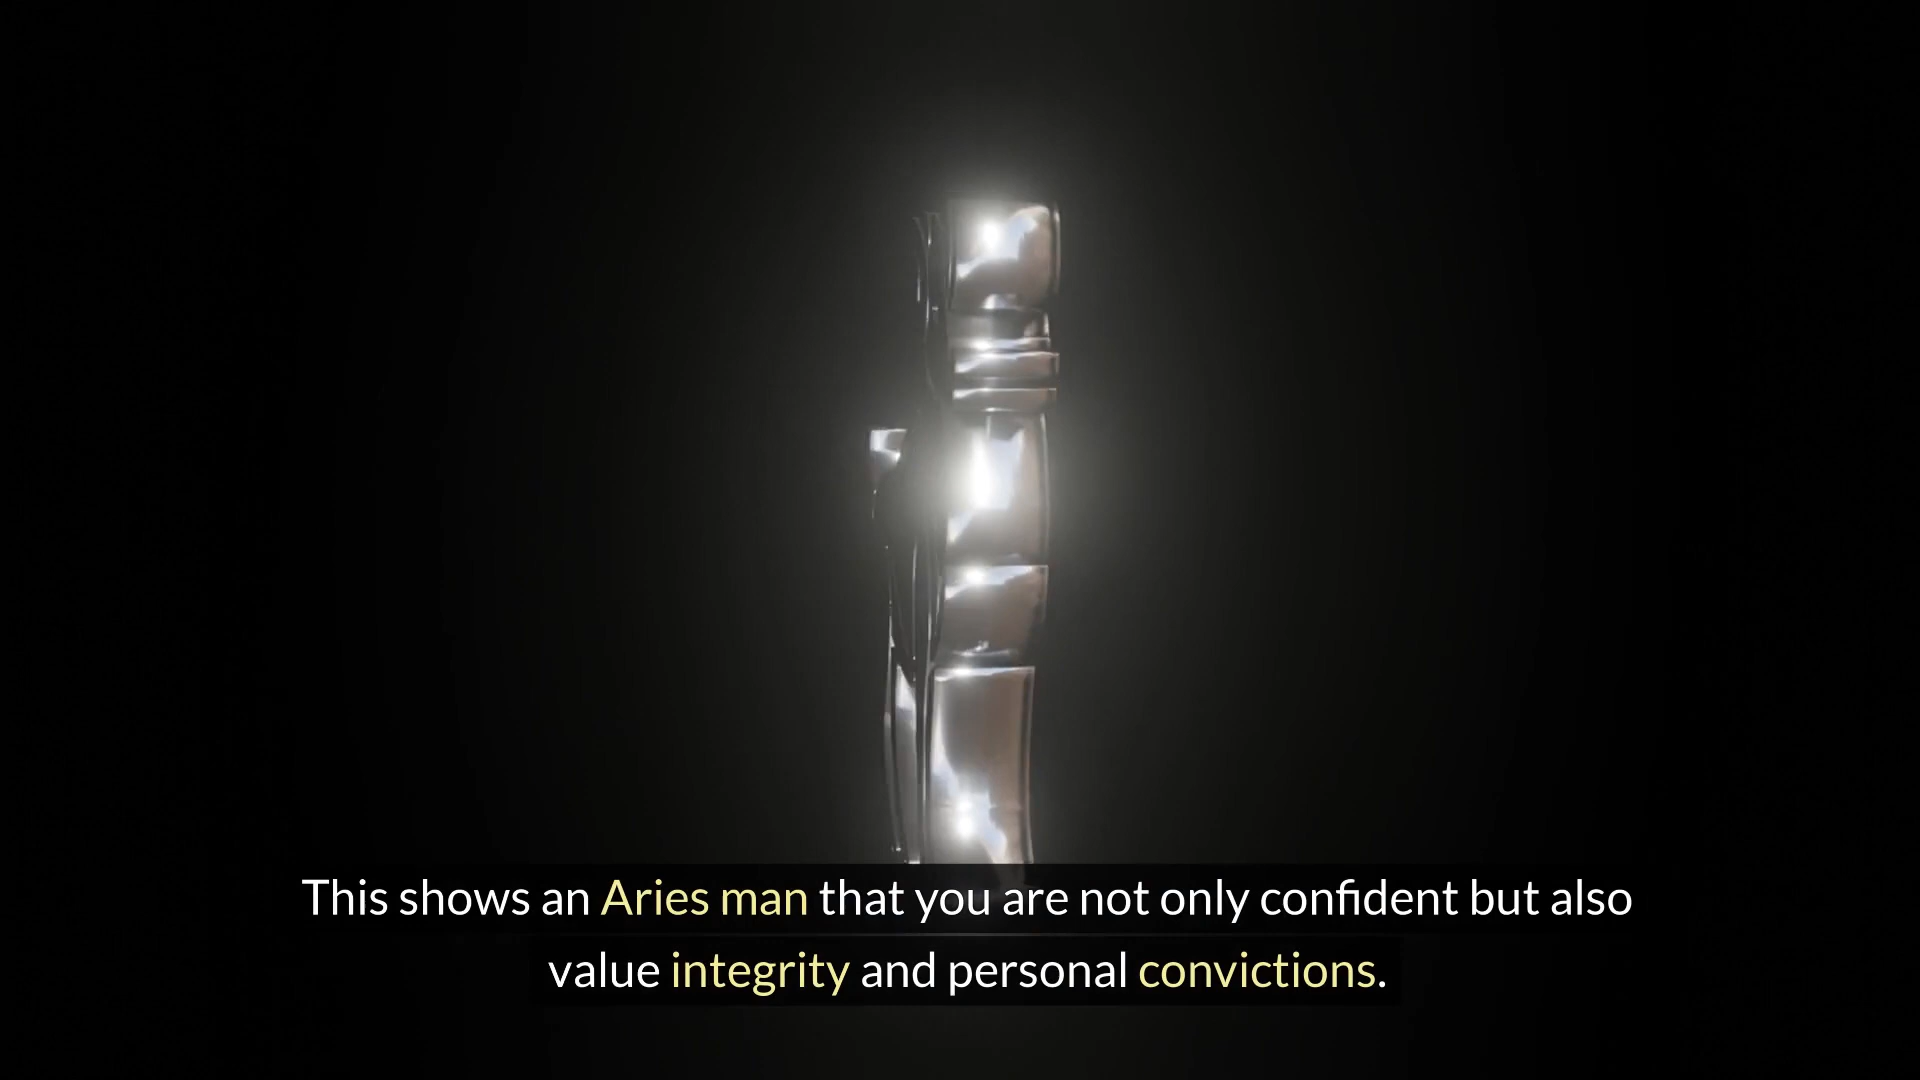 This shows an Aries man that you are not only confident but also
value integrity and personal convictions.